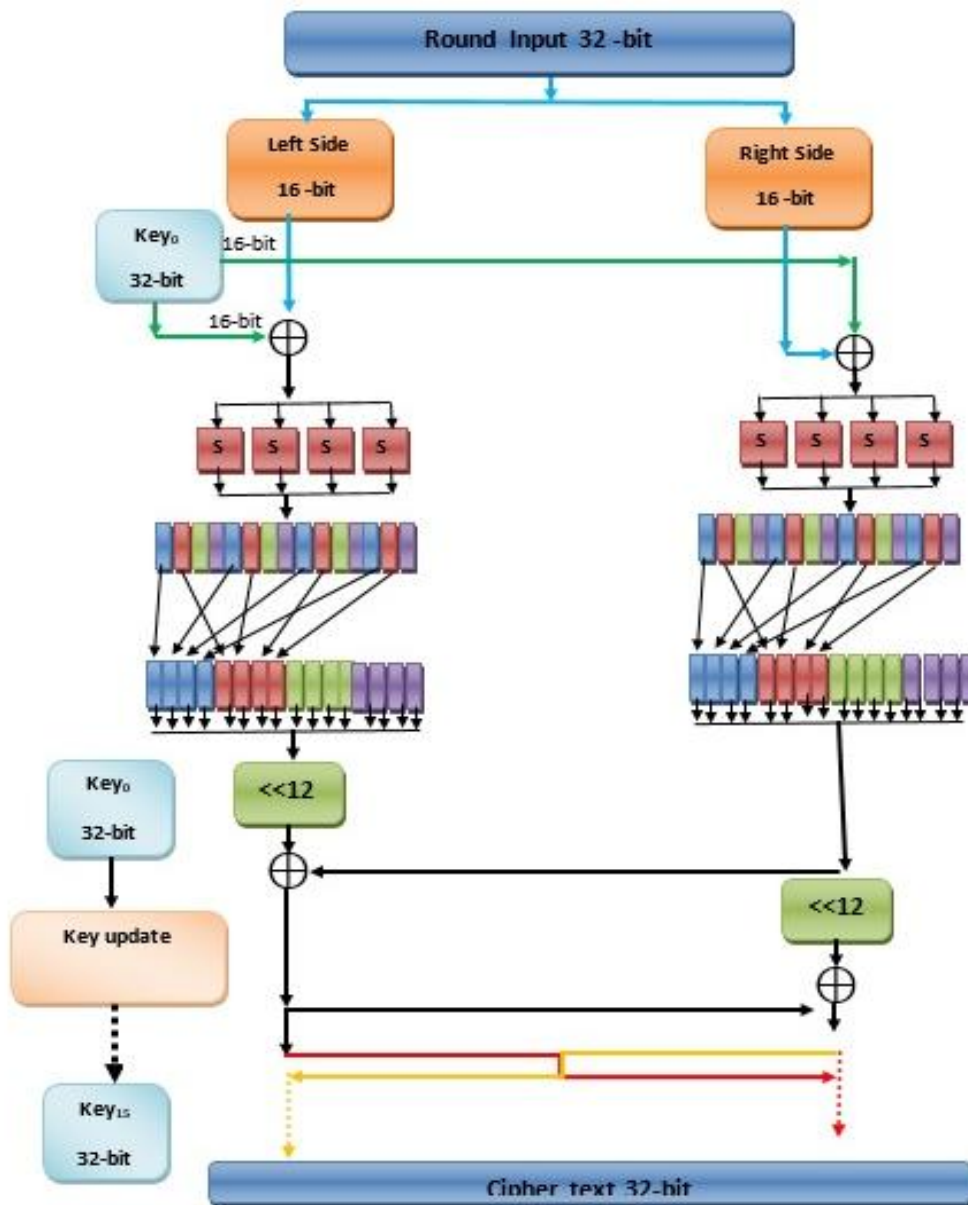 Round Input 32 -bit
Left Side
16 -bit
Right Side
16 -bit
Key₀
32-bit
16-bit
16-bit
S S S S
S S S S
<<12
Key₀
32-bit
<<12
Key update
Key₁₅
32-bit
Cipher text 32-bit